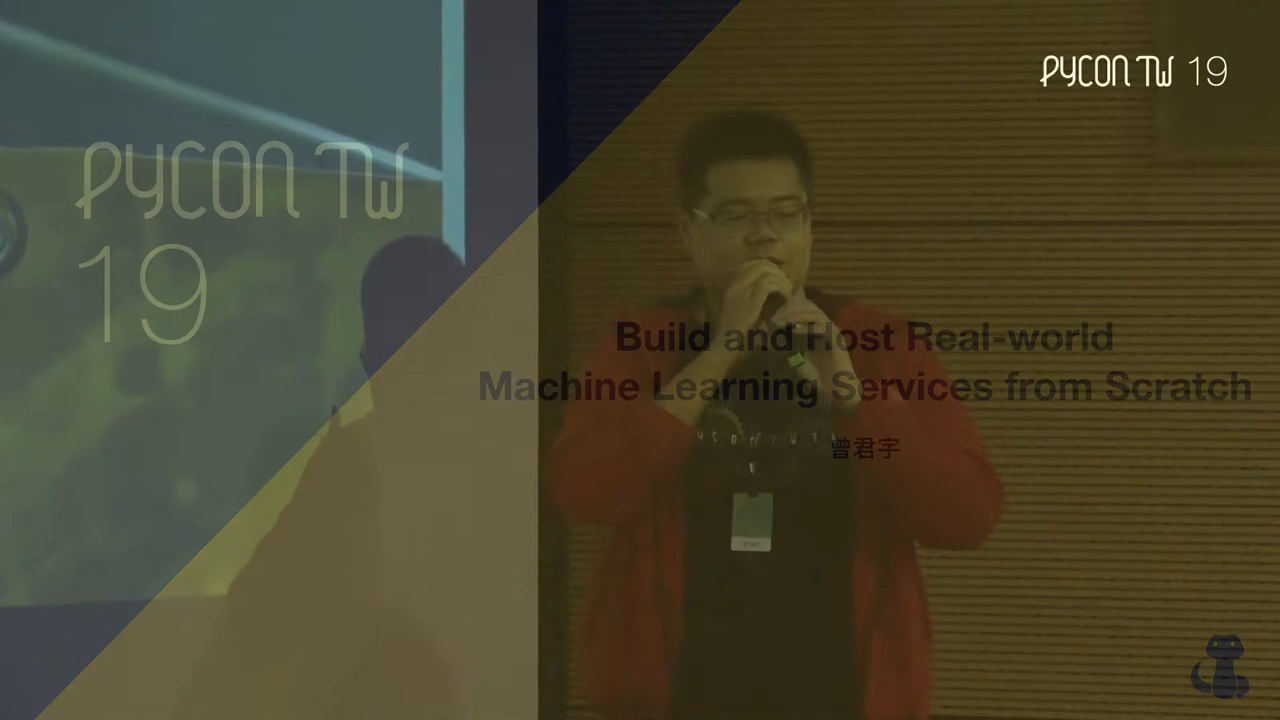 PYCON TW
19
PYCON TW 19
Build and Host Real-world
Machine Learning Services from Scratch
曾君宇